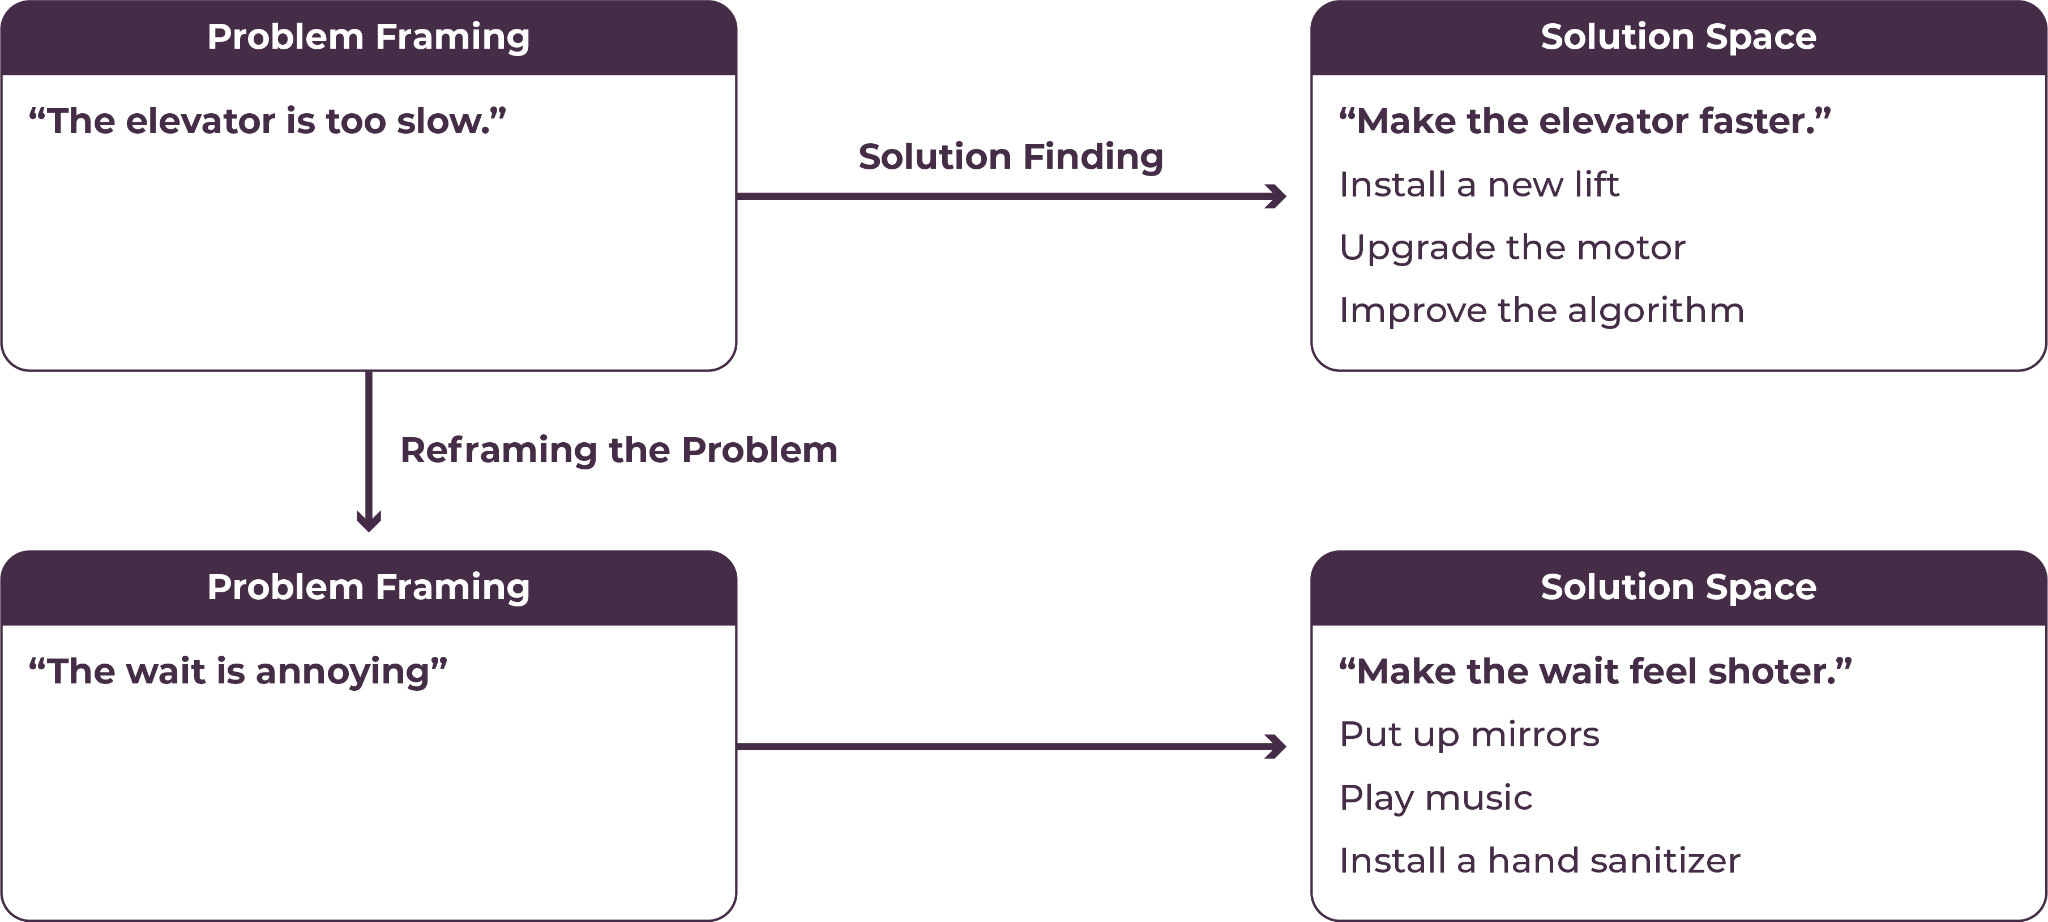 Problem Framing
“The elevator is too slow.”
Solution Finding
Solution Space
“Make the elevator faster.”
Install a new lift
Upgrade the motor
Improve the algorithm
Reframing the Problem
Problem Framing
“The wait is annoying”
Solution Space
“Make the wait feel shoter.”
Put up mirrors
Play music
Install a hand sanitizer